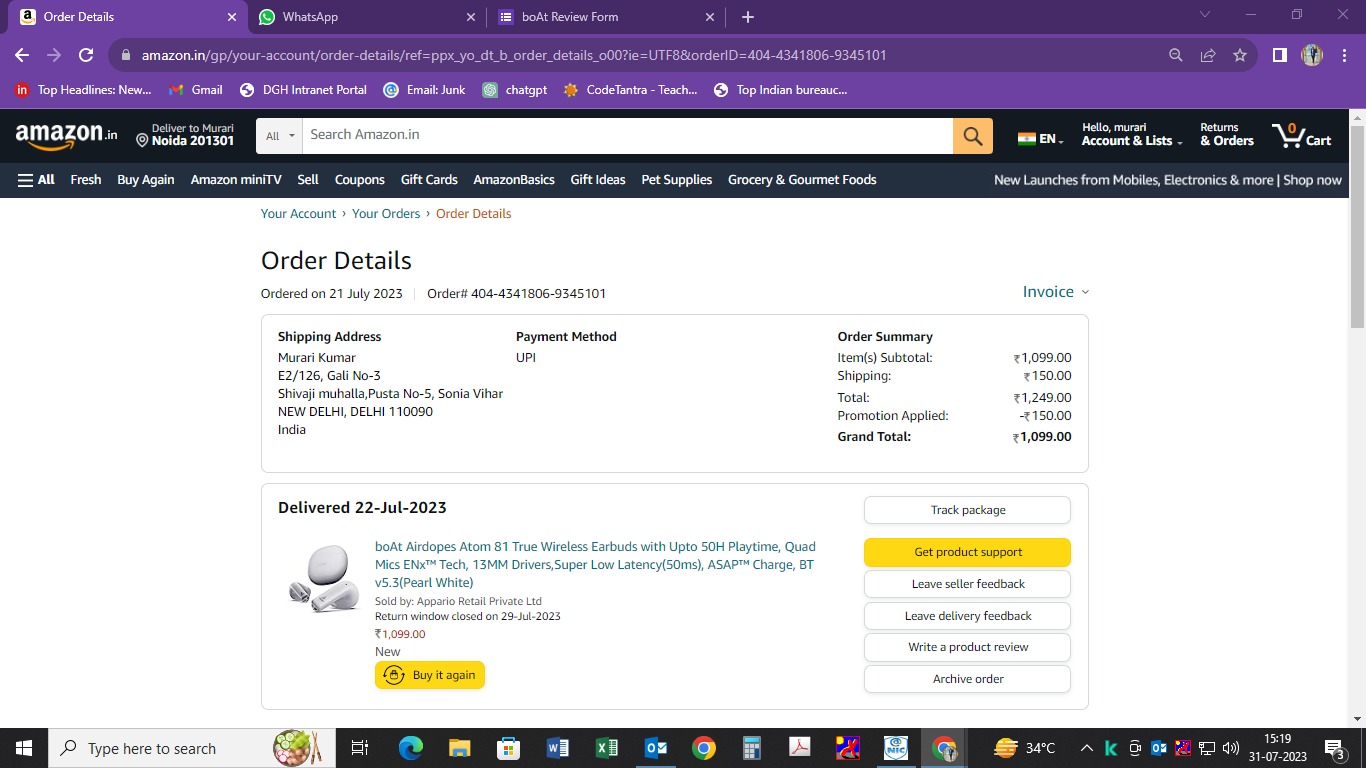 Order Details
WhatsApp
boAt Review Form
amazon.in/gp/your-account/order-details/ref=ppx_yo_dt_b_order_details_o00?ie=UTF8&orderID=404-4341806-9345101
Top Headlines: New...
Gmail
DGH Intranet Portal
Email: Junk
chatgpt
CodeTantra - Teach...
Top Indian bureauc...
amazon.in
Deliver to Murari
Noida 201301
All
Search Amazon.in
EN
Hello, murari
Account & Lists
Returns
& Orders
0
Cart
All
Fresh
Buy Again
Amazon miniTV
Sell
Coupons
Gift Cards
AmazonBasics
Gift Ideas
Pet Supplies
Grocery & Gourmet Foods
New Launches from Mobiles, Electronics & more | Shop now
Your Account › Your Orders › Order Details
Order Details
Ordered on 21 July 2023
Order# 404-4341806-9345101
Invoice
Shipping Address
Murari Kumar
E2/126, Gali No-3
Shivaji muhalla,Pusta No-5, Sonia Vihar
NEW DELHI, DELHI 110090
India
Payment Method
UPI
Order Summary
Item(s) Subtotal: ₹1,099.00
Shipping: ₹150.00
Total: ₹1,249.00
Promotion Applied: -₹150.00
Grand Total: ₹1,099.00
Delivered 22-Jul-2023
boAt Airdopes Atom 81 True Wireless Earbuds with Upto 50H Playtime, Quad
Mics ENx™ Tech, 13MM Drivers,Super Low Latency(50ms), ASAP™ Charge, BT
v5.3(Pearl White)
Sold by: Appario Retail Private Ltd
Return window closed on 29-Jul-2023
₹1,099.00
New
Buy it again
Track package
Get product support
Leave seller feedback
Leave delivery feedback
Write a product review
Archive order
Type here to search
NIC
34°C
15:19
31-07-2023
3